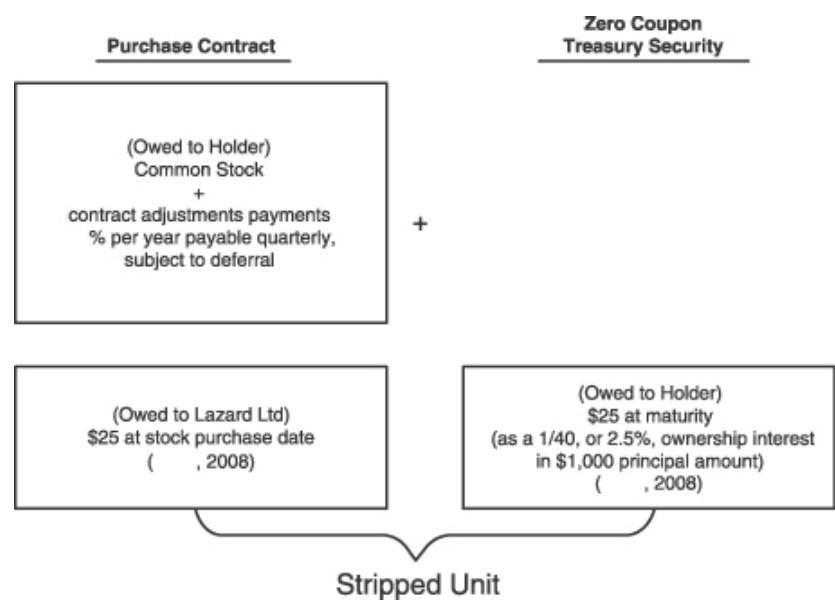 Purchase Contract
Zero Coupon
Treasury Security
(Owed to Holder)
Common Stock
+
contract adjustments payments
% per year payable quarterly,
subject to deferral
+
(Owed to Lazard Ltd)
$25 at stock purchase date
( , 2008)
(Owed to Holder)
$25 at maturity
(as a 1/40, or 2.5%, ownership interest
in $1,000 principal amount)
( , 2008)
Stripped Unit